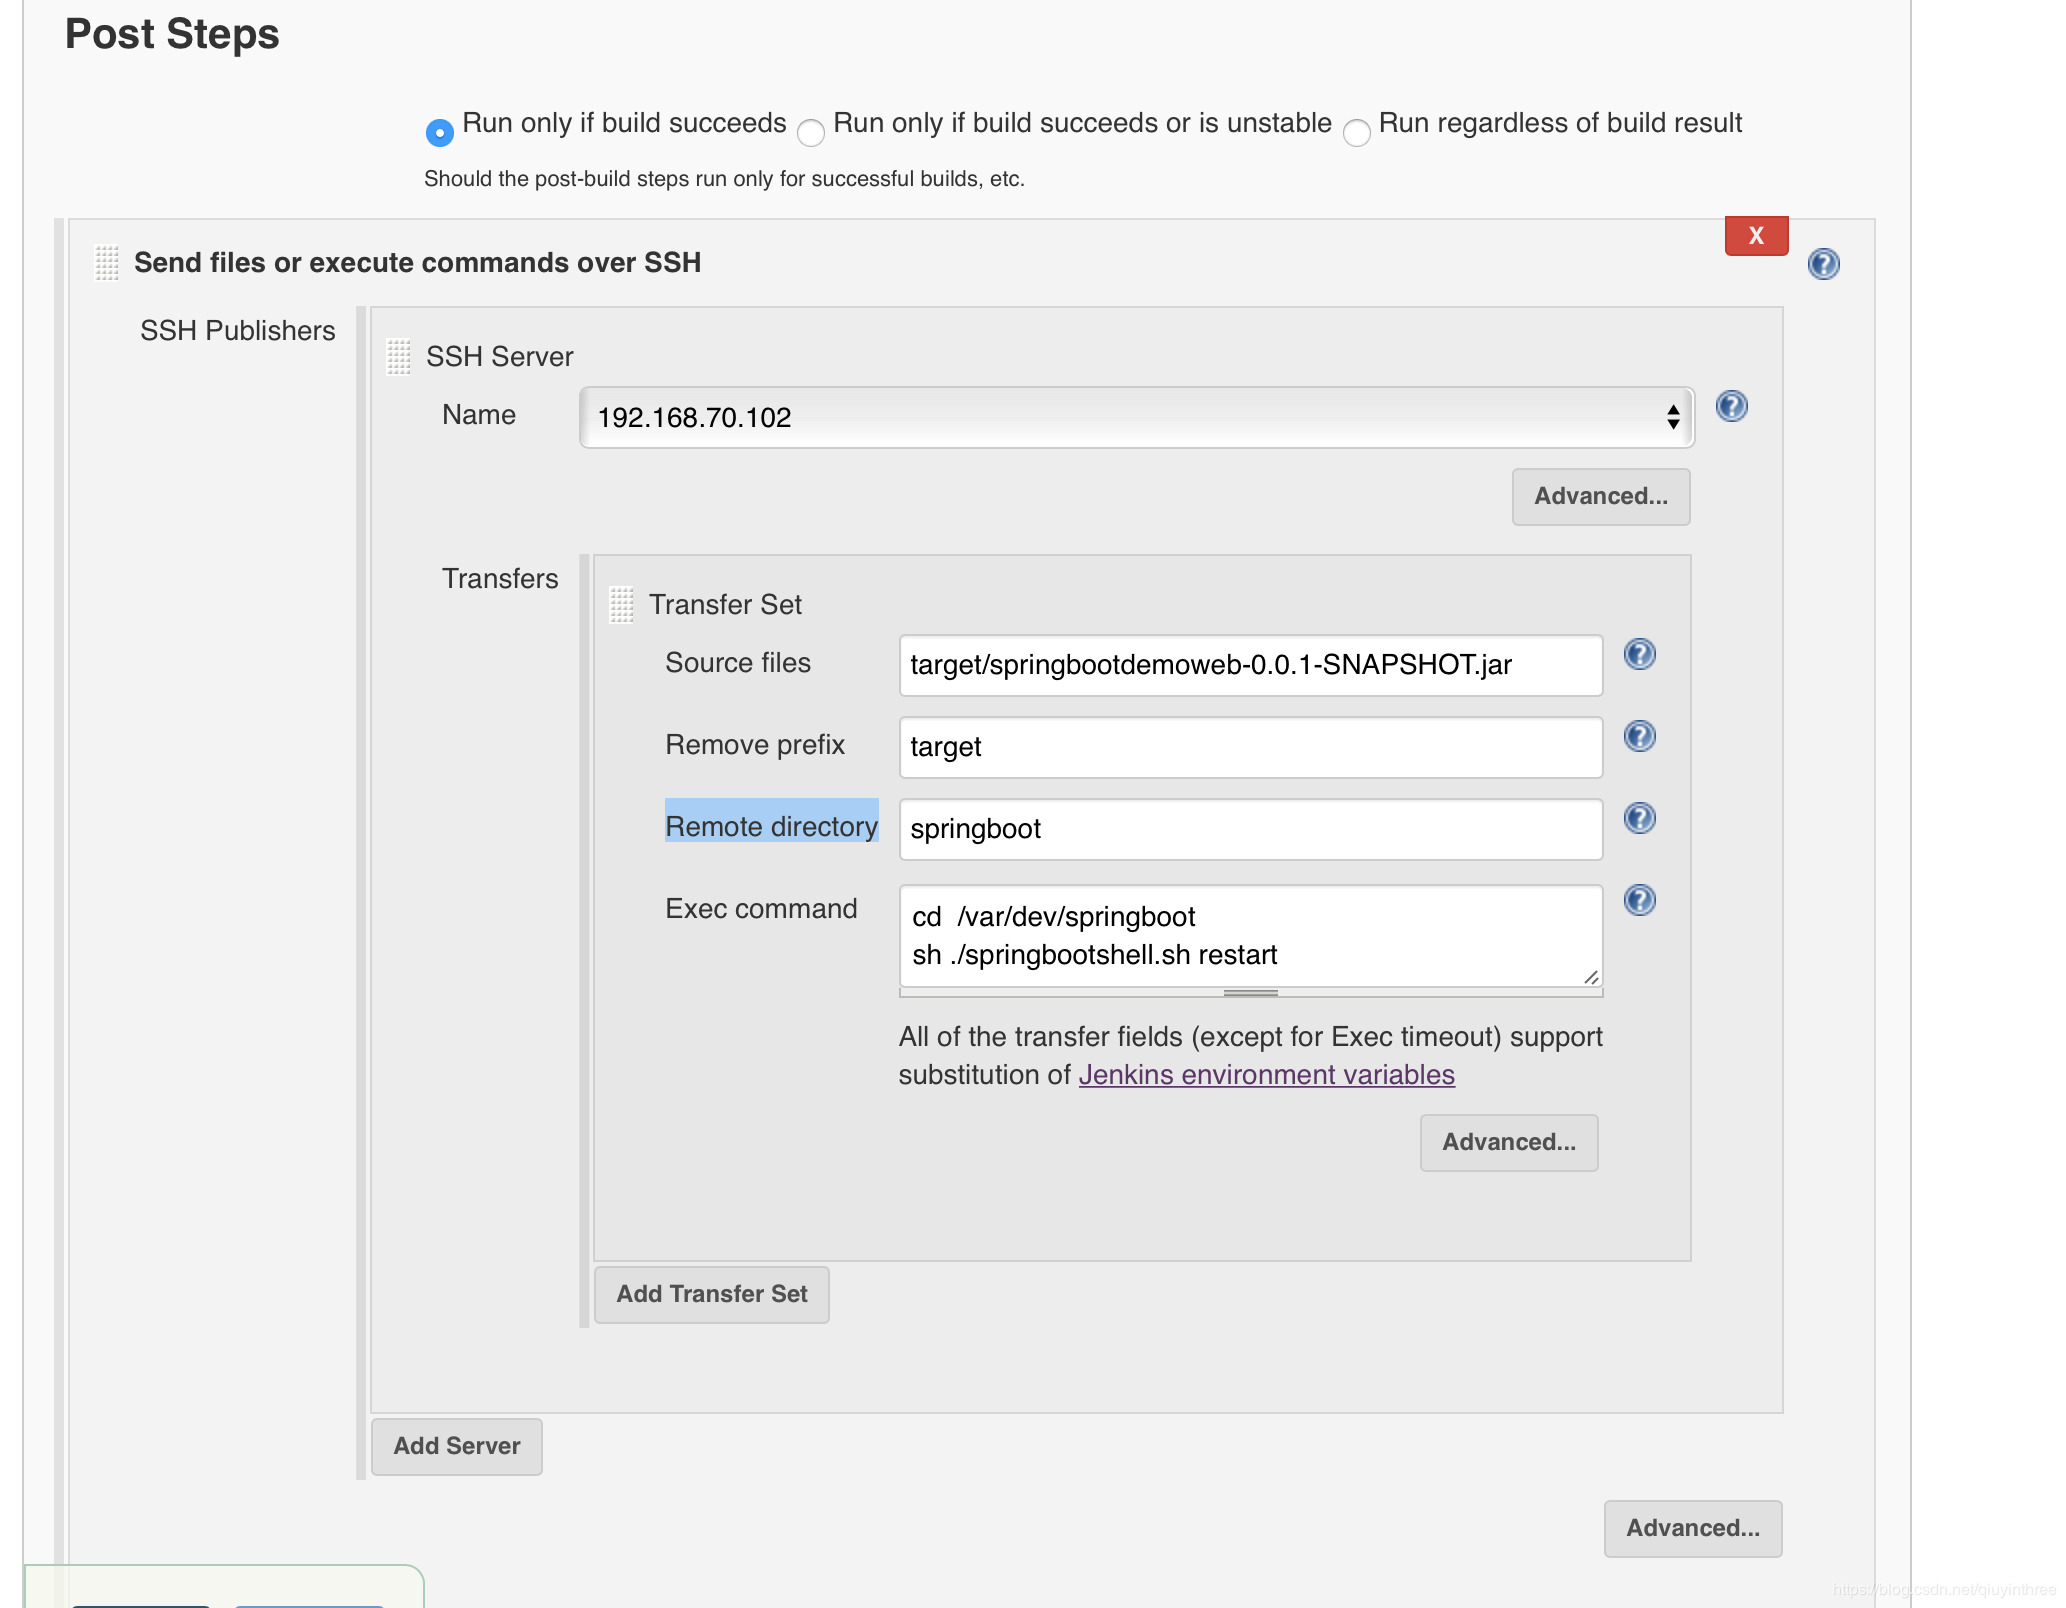 Post Steps
Run only if build succeeds Run only if build succeeds or is unstable Run regardless of build result
Should the post-build steps run only for successful builds, etc.
X
Send files or execute commands over SSH
SSH Publishers
SSH Server
Name 192.168.70.102
Advanced...
Transfers
Transfer Set
Source files target/springbootdemoweb-0.0.1-SNAPSHOT.jar
Remove prefix target
Remote directory springboot
Exec command cd  /var/dev/springboot
sh ./springbootshell.sh restart
All of the transfer fields (except for Exec timeout) support
substitution of Jenkins environment variables
Advanced...
Add Transfer Set
Add Server
Advanced...
https://blog.csdn.net/qiuyinthree